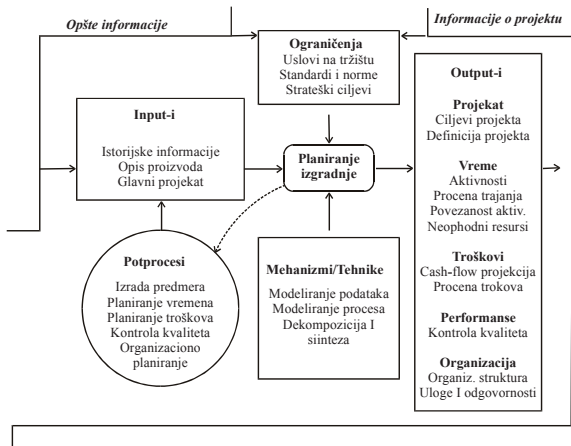 Opšte informacije
Informacije o projektu
Ograničenja
Uslovi na tržištu
Standardi i norme
Strateški ciljevi
Input-i
Istorijske informacije
Opis proizvoda
Glavni projekat
Planiranje
izgradnje
Potprocesi
Izrada predmera
Planiranje vremena
Planiranje troškova
Kontrola kvaliteta
Organizaciono
planiranje
Mehanizmi/Tehnike
Modeliranje podataka
Modeliranje procesa
Dekompozicija I
siinteza
Output-i
Projekat
Ciljevi projekta
Definicija projekta
Vreme
Aktivnosti
Procena trajanja
Povezanost aktiv.
Neophodni resursi
Troškovi
Cash-flow projekcija
Procena trokova
Performanse
Kontrola kvaliteta
Organizacija
Organiz. struktura
Uloge I odgovornosti